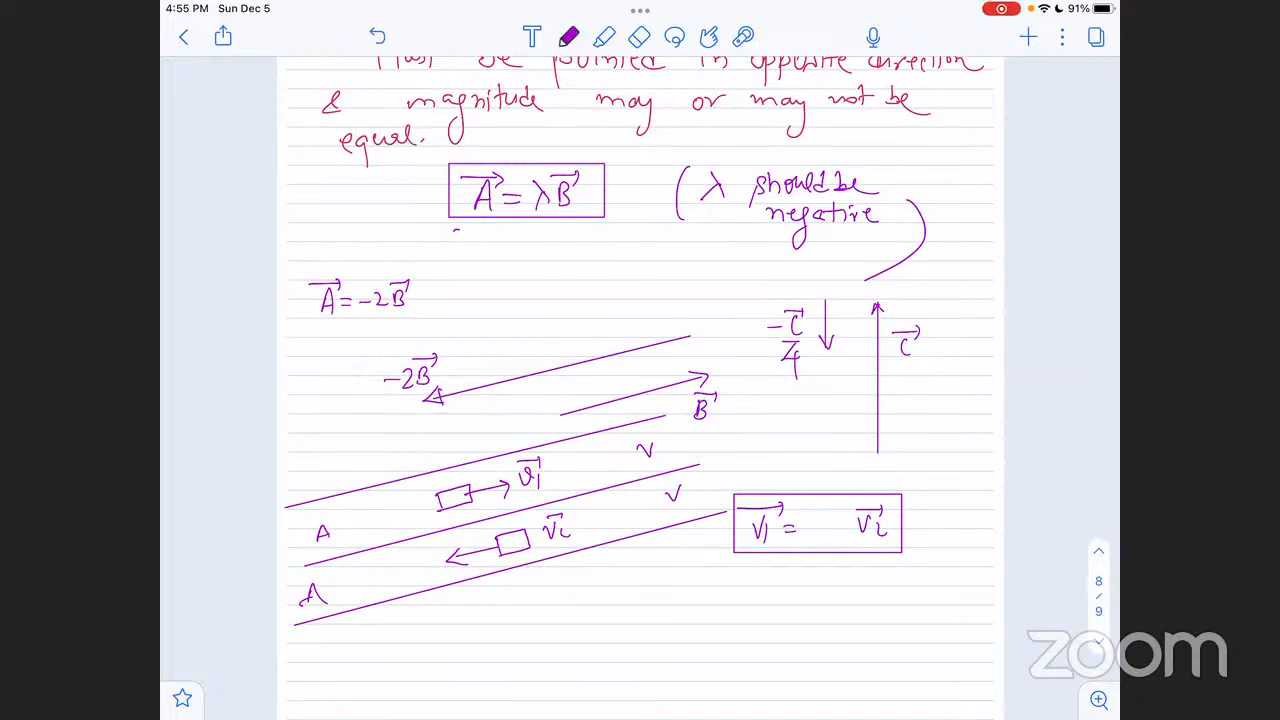 4:55 PM Sun Dec 5
91%
Must be pointed in opposite direction
& magnitude may or may not be
equal.
A⃗ = λB⃗ ( λ should be
negative )
A⃗ = -2B⃗
-C⃗/4
C⃗
-2B⃗
B⃗
V
V⃗1
V
A
V⃗2
V⃗1 = V⃗2
A
8
/
9
zoom